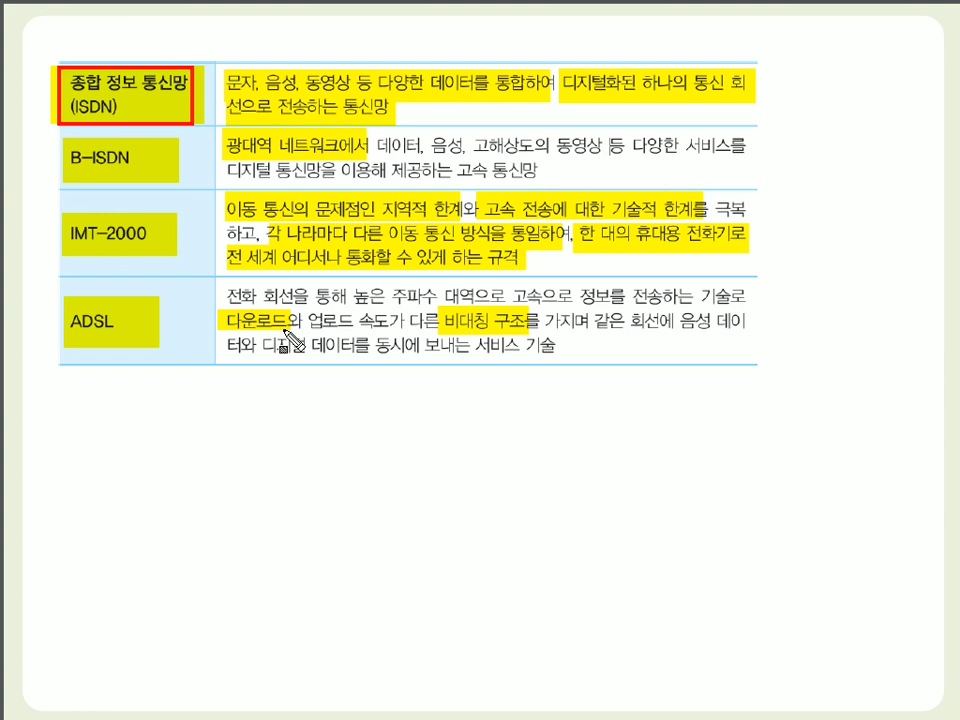 종합 정보 통신망
(ISDN)
문자, 음성, 동영상 등 다양한 데이터를 통합하여 디지털화된 하나의 통신 회
선으로 전송하는 통신망
B-ISDN
광대역 네트워크에서 데이터, 음성, 고해상도의 동영상 등 다양한 서비스를
디지털 통신망을 이용해 제공하는 고속 통신망
IMT-2000
이동 통신의 문제점인 지역적 한계와 고속 전송에 대한 기술적 한계를 극복
하고, 각 나라마다 다른 이동 통신 방식을 통일하여, 한 대의 휴대용 전화기로
전 세계 어디서나 통화할 수 있게 하는 규격
ADSL
전화 회선을 통해 높은 주파수 대역으로 고속으로 정보를 전송하는 기술로
다운로드와 업로드 속도가 다른 비대칭 구조를 가지며 같은 회선에 음성 데이
터와 데이터를 동시에 보내는 서비스 기술